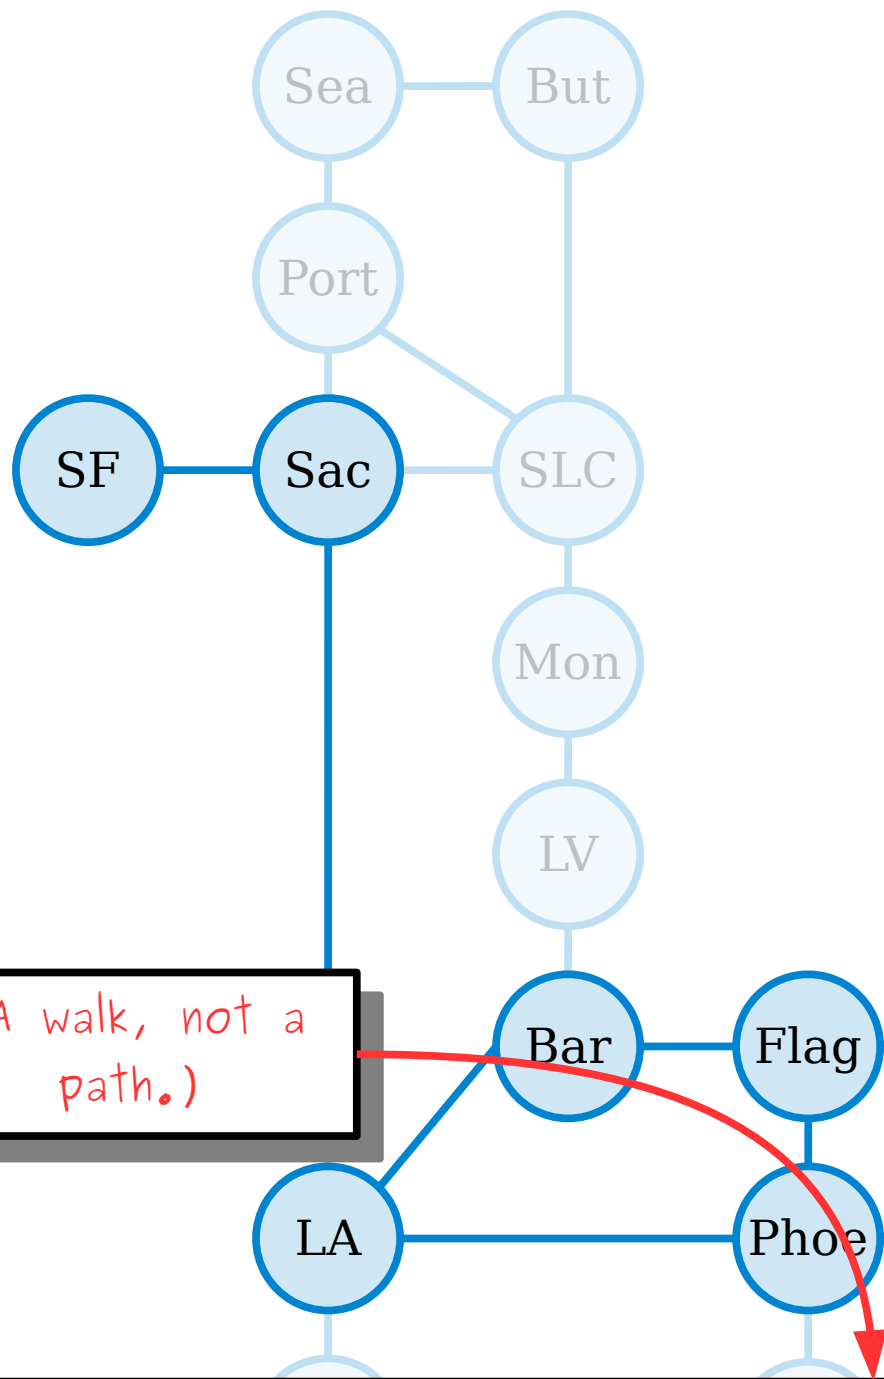 Sea But
Port
SF Sac SLC
Mon
LV
A walk, not a
path.)
Bar Flag
LA Phoe